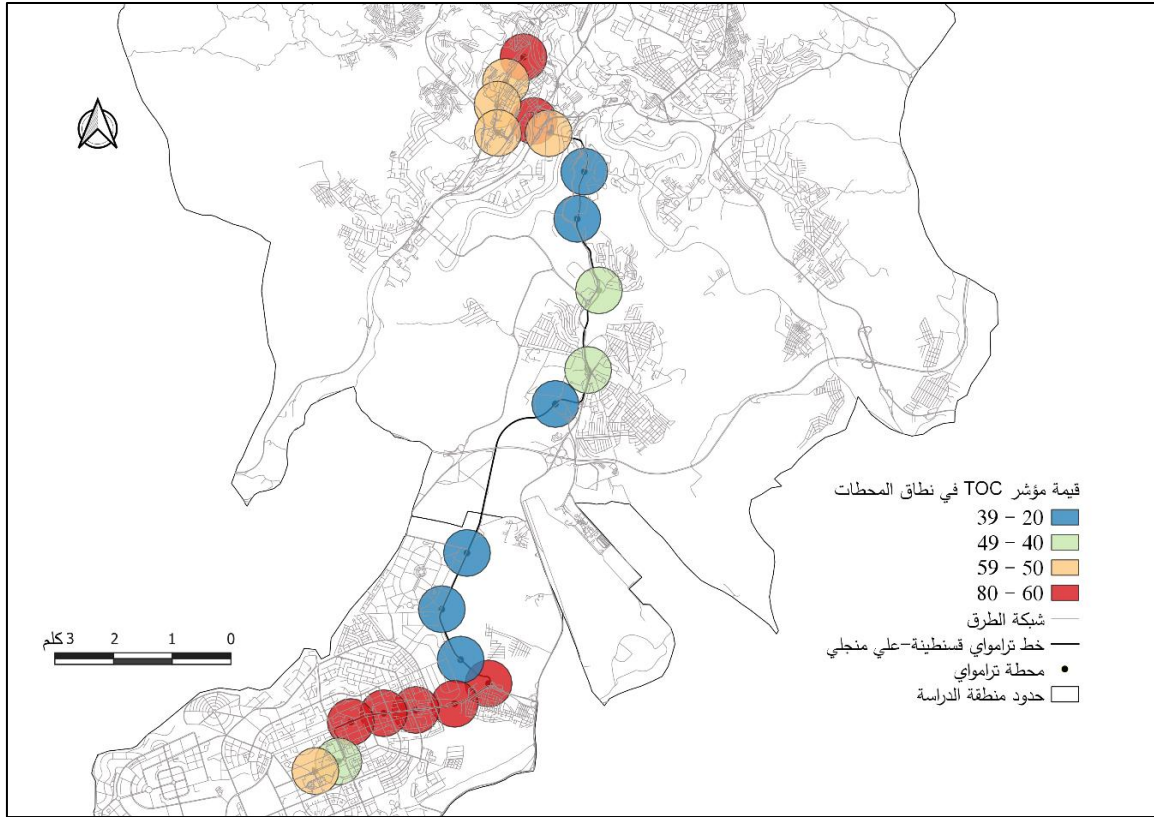 قيمة مؤشر TOC في نطاق المحطات
39 – 20
49 – 40
59 – 50
80 – 60
شبكة الطرق
خط ترامواي قسنطينة-علي منجلي
محطة ترامواي
حدود منطقة الدراسة
3 كلم 2 1 0